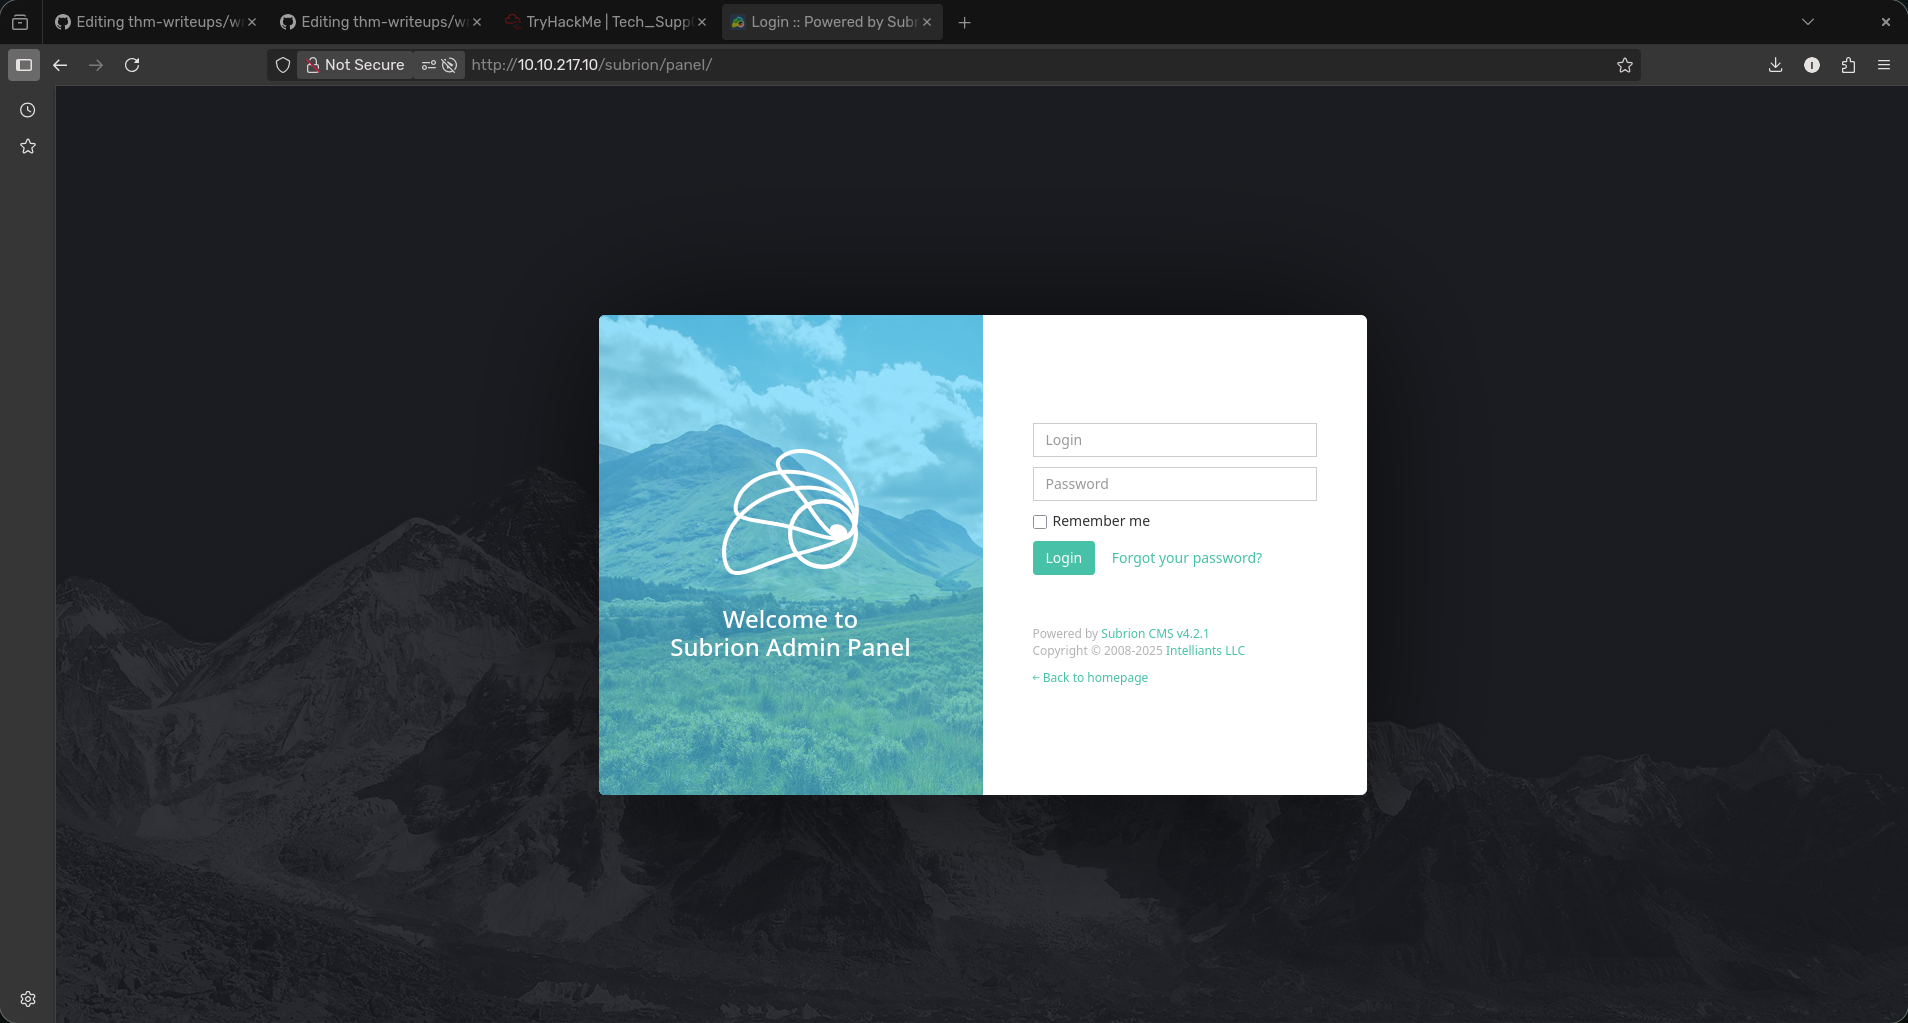 Editing thm-writeups/w
Editing thm-writeups/w
TryHackMe | Tech_Supp
Login :: Powered by Subr
Not Secure
http://10.10.217.10/subrion/panel/
Welcome to
Subrion Admin Panel
Login
Password
Remember me
Login Forgot your password?
Powered by Subrion CMS v4.2.1
Copyright © 2008-2025 Intelliants LLC
← Back to homepage